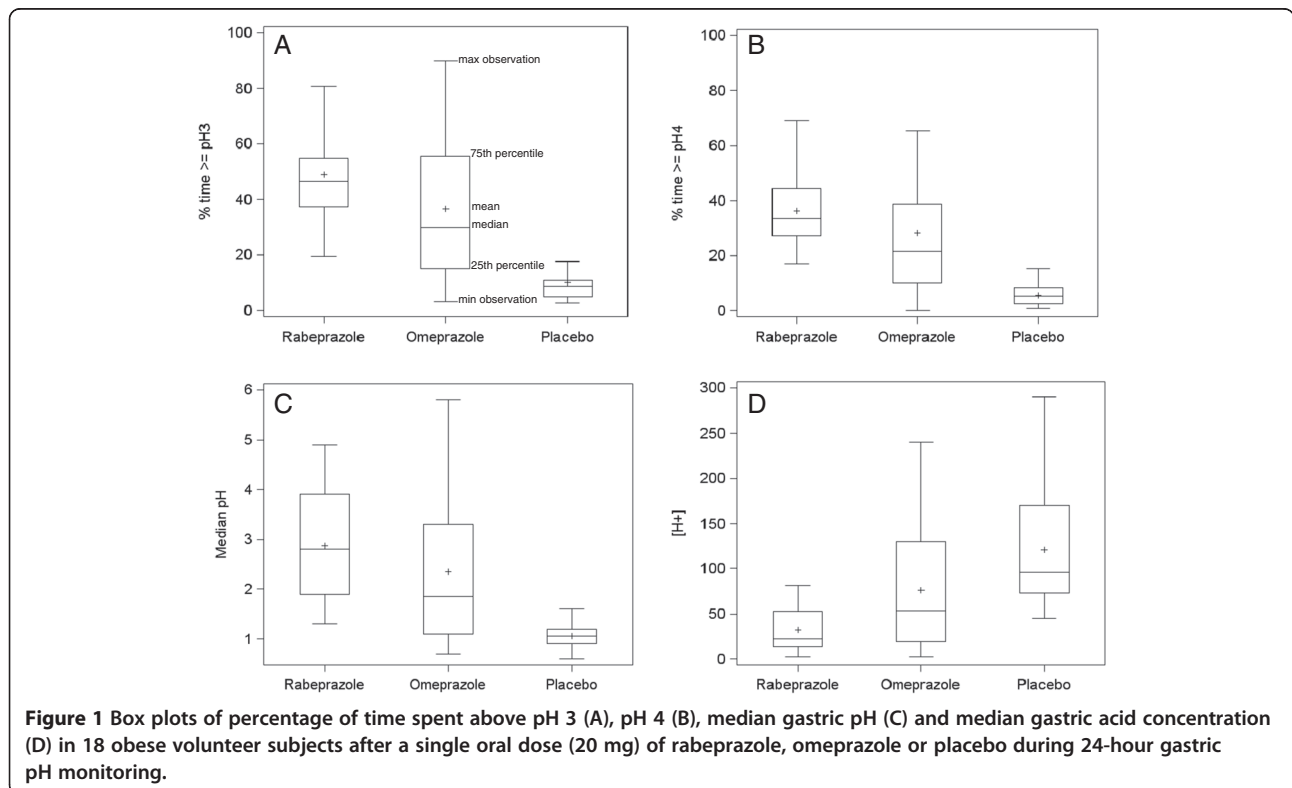 A
100
80
60
40
20
0
% time >= pH3
max observation
75th percentile
mean
median
25th percentile
min observation
Rabeprazole
Omeprazole
Placebo
B
100
80
60
40
20
0
% time >= pH4
Rabeprazole
Omeprazole
Placebo
C
6
5
4
3
2
1
Median pH
Rabeprazole
Omeprazole
Placebo
D
300
250
200
150
100
50
0
[H+]
Rabeprazole
Omeprazole
Placebo
Figure 1 Box plots of percentage of time spent above pH 3 (A), pH 4 (B), median gastric pH (C) and median gastric acid concentration
(D) in 18 obese volunteer subjects after a single oral dose (20 mg) of rabeprazole, omeprazole or placebo during 24-hour gastric
pH monitoring.